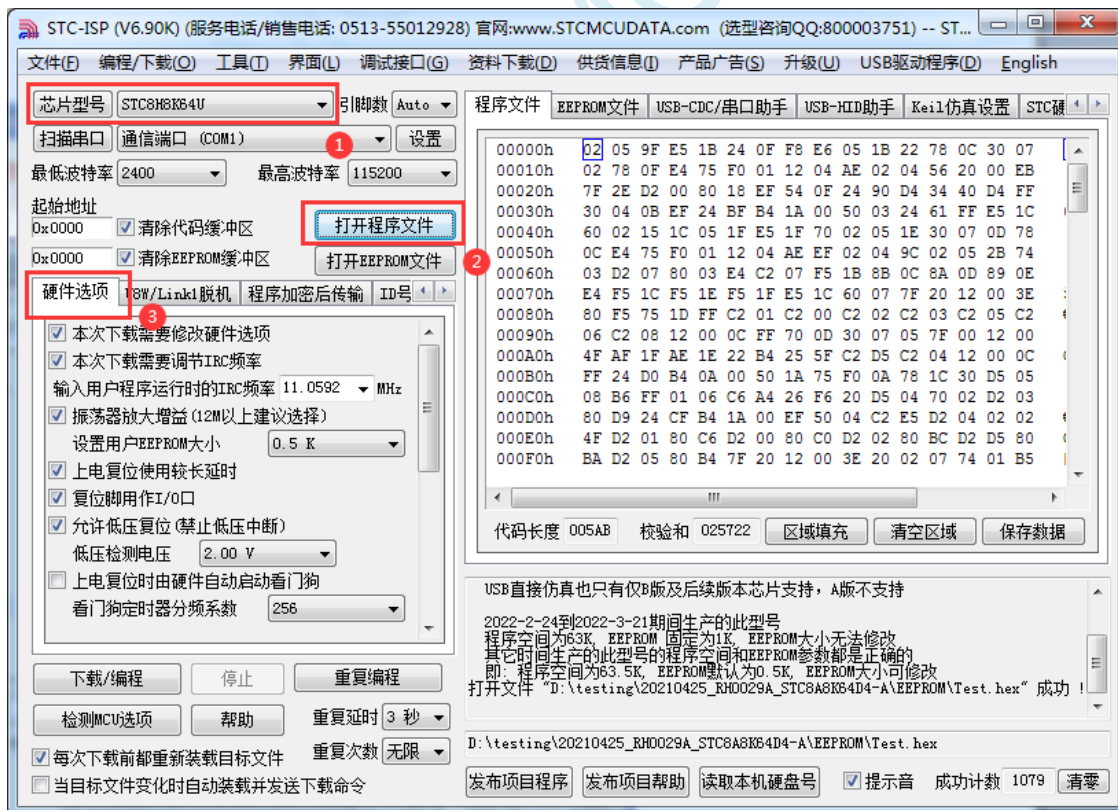 STC-ISP (V6.90K) (服务电话/销售电话: 0513-55012928) 官网:www.STCMCUDATA.com (选型咨询QQ:800003751) -- ST...
文件(F) 编程/下载(O) 工具(T) 界面(L) 调试接口(G) 资料下载(D) 供货信息(I) 产品广告(S) 升级(U) USB驱动程序(D) English
芯片型号 STC8H8K64U 引脚数 Auto
扫描串口 通信端口 (COM1) 设置
1
最低波特率 2400 最高波特率 115200
起始地址
0x0000 清除代码缓冲区 打开程序文件
0x0000 清除EEPROM缓冲区 打开EEPROM文件
2
硬件选项 U8W/Link1脱机 程序加密后传输 ID号
3
本次下载需要修改硬件选项
本次下载需要调节IRC频率
输入用户程序运行时的IRC频率 11.0592 MHz
振荡器放大增益(12M以上建议选择)
设置用户EEPROM大小 0.5 K
上电复位使用较长延时
复位脚用作I/O口
允许低压复位(禁止低压中断)
低压检测电压 2.00 V
上电复位时由硬件自动启动看门狗
看门狗定时器分频系数 256
下载/编程 停止 重复编程
检测MCU选项 帮助 重复延时 3 秒
每次下载前都重新装载目标文件 重复次数 无限
当目标文件变化时自动装载并发送下载命令
程序文件 EEPROM文件 USB-CDC/串口助手 USB-HID助手 Keil仿真设置 STC硬
00000h 02 05 9F E5 1B 24 0F F8 E6 05 1B 22 78 0C 30 07
00010h 02 78 0F E4 75 F0 01 12 04 AE 02 04 56 20 00 EB
00020h 7F 2E D2 00 80 18 EF 54 0F 24 90 D4 34 40 D4 FF
00030h 30 04 0B EF 24 BF B4 1A 00 50 03 24 61 FF E5 1C
00040h 60 02 15 1C 05 1F E5 1F 70 02 05 1E 30 07 0D 78
00050h 0C E4 75 F0 01 12 04 AE EF 02 04 9C 02 05 2B 74
00060h 03 D2 07 80 03 E4 C2 07 F5 1B 8B 0C 8A 0D 89 0E
00070h E4 F5 1C F5 1E F5 1F E5 1C 60 07 7F 20 12 00 3E
00080h 80 F5 75 1D FF C2 01 C2 00 C2 02 C2 03 C2 05 C2
00090h 06 C2 08 12 00 0C FF 70 0D 30 07 05 7F 00 12 00
000A0h 4F AF 1F AE 1E 22 B4 25 5F C2 D5 C2 04 12 00 0C
000B0h FF 24 D0 B4 0A 00 50 1A 75 F0 0A 78 1C 30 D5 05
000C0h 08 B6 FF 01 06 C6 A4 26 F6 20 D5 04 70 02 D2 03
000D0h 80 D9 24 CF B4 1A 00 EF 50 04 C2 E5 D2 04 02 02
000E0h 4F D2 01 80 C6 D2 00 80 C0 D2 02 80 BC D2 D5 80
000F0h BA D2 05 80 B4 7F 20 12 00 3E 20 02 07 74 01 B5
代码长度 005AB 校验和 025722 区域填充 清空区域 保存数据
USB直接仿真也只有仅B版及后续版本芯片支持，A版不支持
2022-2-24到2022-3-21期间生产的此型号
程序空间为63K, EEPROM 固定为1K, EEPROM大小无法修改
其它时间生产的此型号的程序空间和EEPROM参数都是正确的
即: 程序空间为63.5K, EEPROM默认为0.5K, EEPROM大小可修改
打开文件 "D:\testing\20210425_RH0029A_STC8A8K64D4-A\EEPROM\Test.hex" 成功 !
D:\testing\20210425_RH0029A_STC8A8K64D4-A\EEPROM\Test.hex
发布项目程序 发布项目帮助 读取本机硬盘号 提示音 成功计数 1079 清零